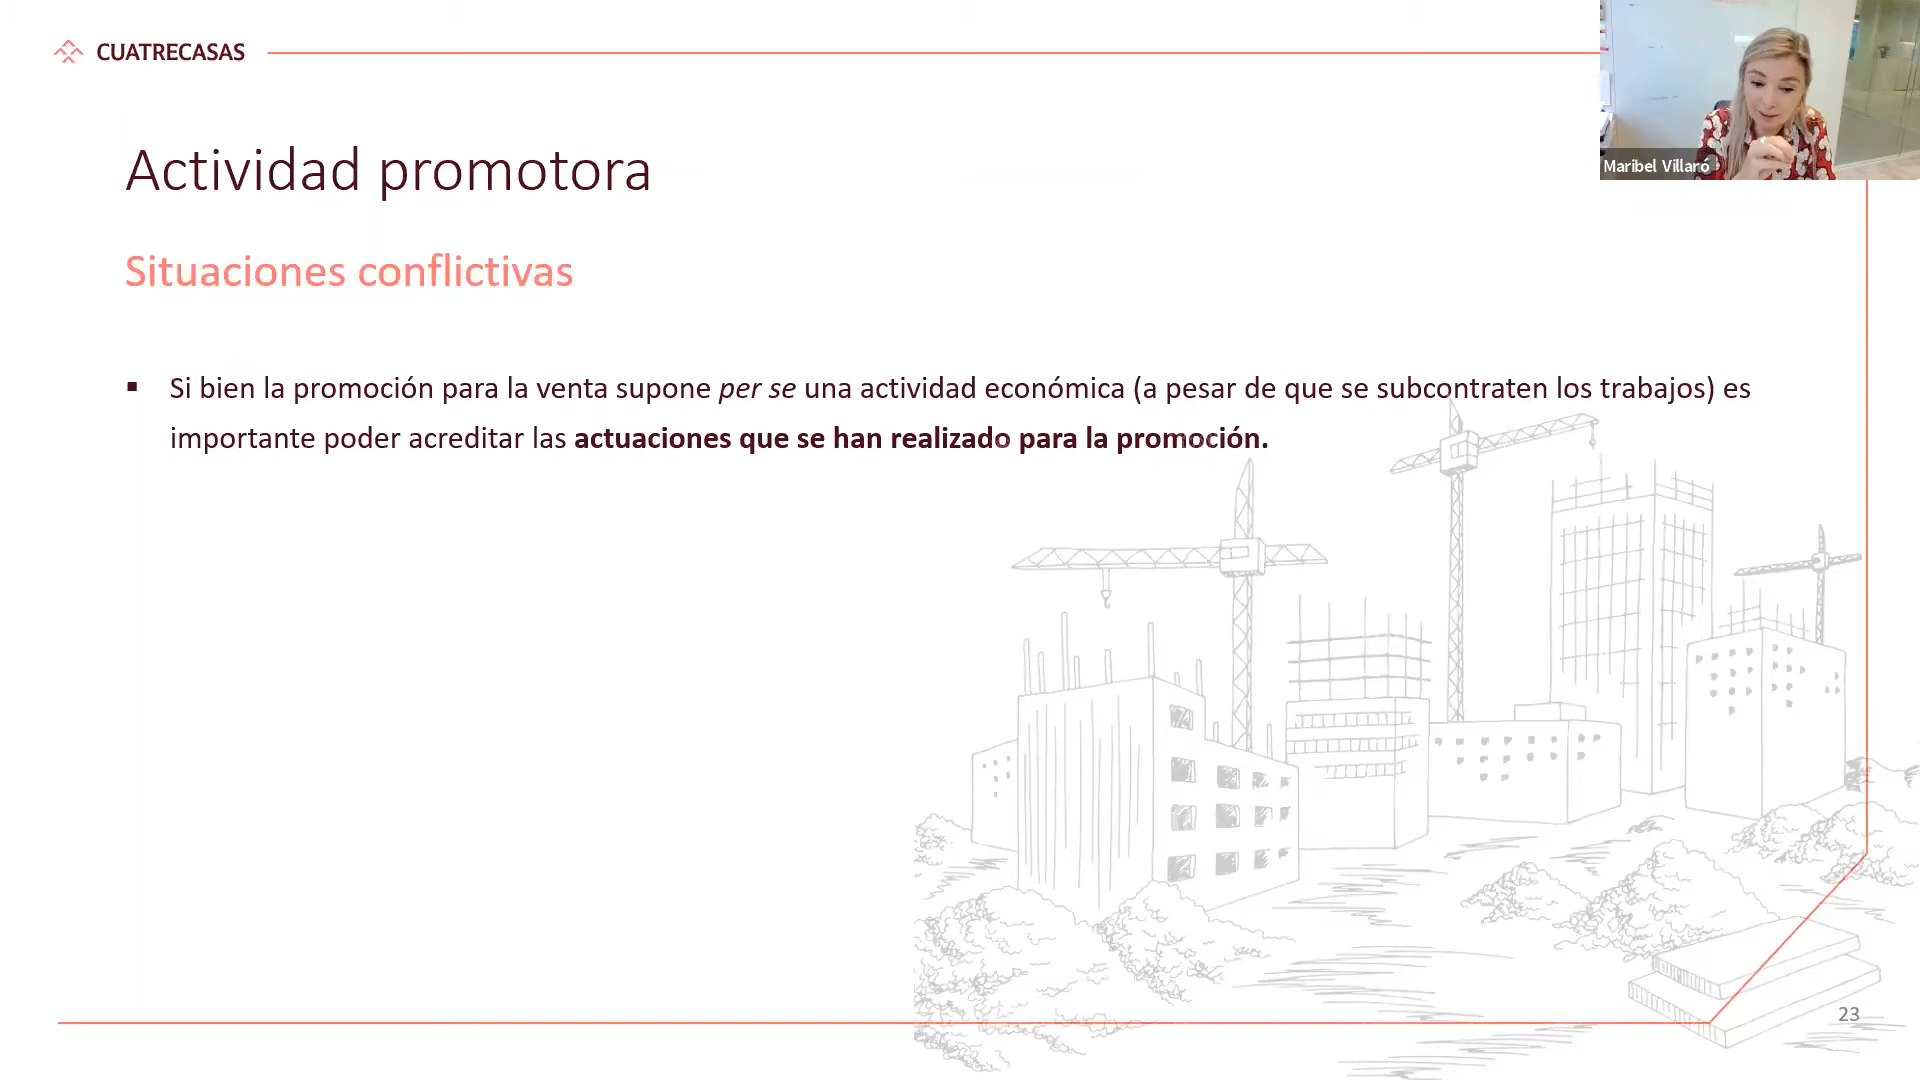 CUATRECASAS
Maribel Villaró
Actividad promotora
Situaciones conflictivas
▪ Si bien la promoción para la venta supone per se una actividad económica (a pesar de que se subcontraten los trabajos) es
importante poder acreditar las actuaciones que se han realizado para la promoción.
23